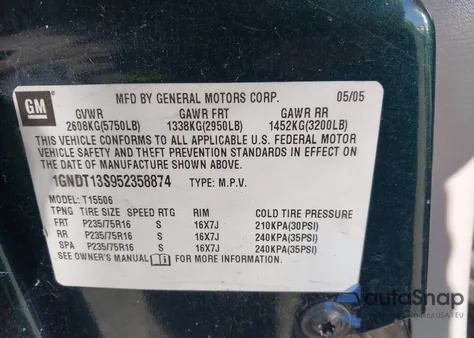 GM
MFD BY GENERAL MOTORS CORP. 05/05
GVWR GAWR FRT GAWR RR
2608KG(5750LB) 1338KG(2950LB) 1452KG(3200LB)
THIS VEHICLE CONFORMS TO ALL APPLICABLE U.S. FEDERAL MOTOR
VEHICLE SAFETY AND THEFT PREVENTION STANDARDS IN EFFECT ON THE
DATE OF MANUFACTURE SHOWN ABOVE.
1GNDT13S952358874 TYPE: M.P.V.
MODEL: T15506
TPNG TIRE SIZE SPEED RTG RIM COLD TIRE PRESSURE
FRT P235/75R16 S 16X7J 210KPA(30PSI)
RR P235/75R16 S 16X7J 240KPA(35PSI)
SPA P235/75R16 S 16X7J 240KPA(35PSI)
SEE OWNER'S MANUAL FOR MORE INFORMATION.
autoSnap